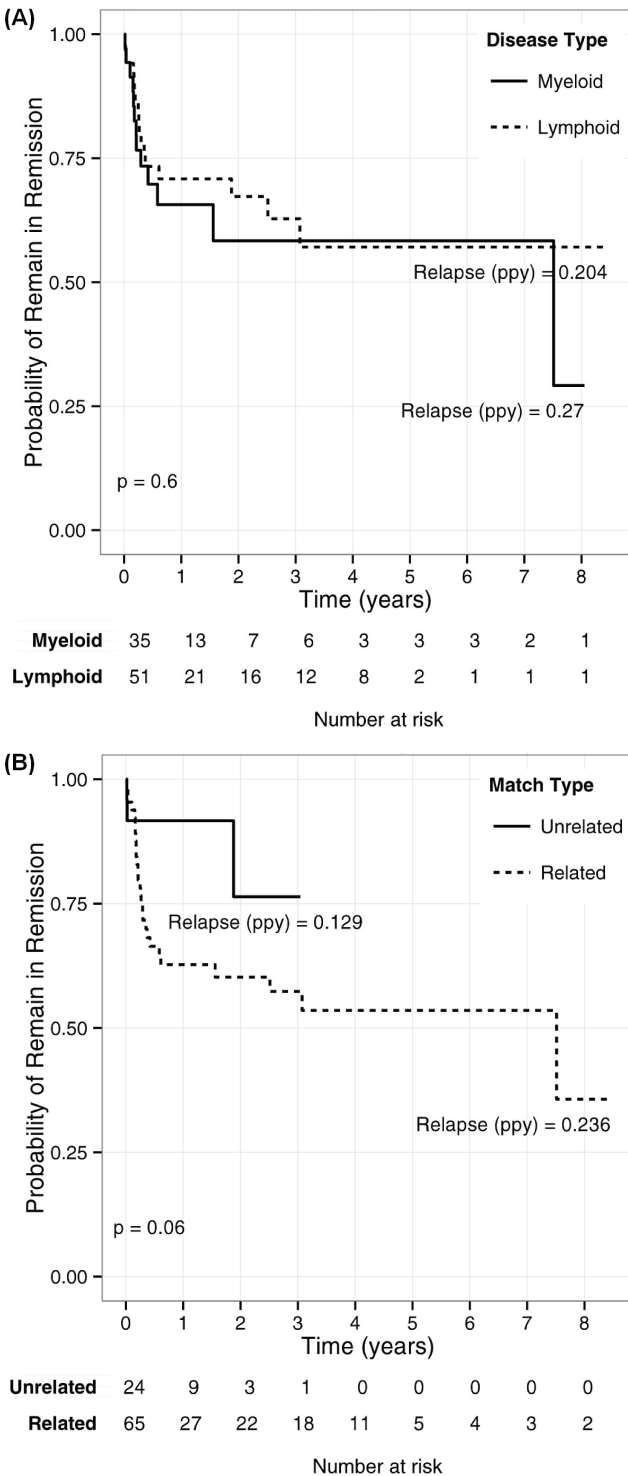 (A)
Disease Type
Myeloid
Lymphoid
Probability of Remain in Remission
1.00
0.75
0.50
0.25
0.00
Relapse (ppy) = 0.204
Relapse (ppy) = 0.27
p = 0.6
0 1 2 3 4 5 6 7 8
Time (years)
Myeloid 35 13 7 6 3 3 3 2 1
Lymphoid 51 21 16 12 8 2 1 1 1
Number at risk
(B)
Match Type
Unrelated
Related
Probability of Remain in Remission
1.00
0.75
0.50
0.25
0.00
Relapse (ppy) = 0.129
Relapse (ppy) = 0.236
p = 0.06
0 1 2 3 4 5 6 7 8
Time (years)
Unrelated 24 9 3 1 0 0 0 0 0
Related 65 27 22 18 11 5 4 3 2
Number at risk